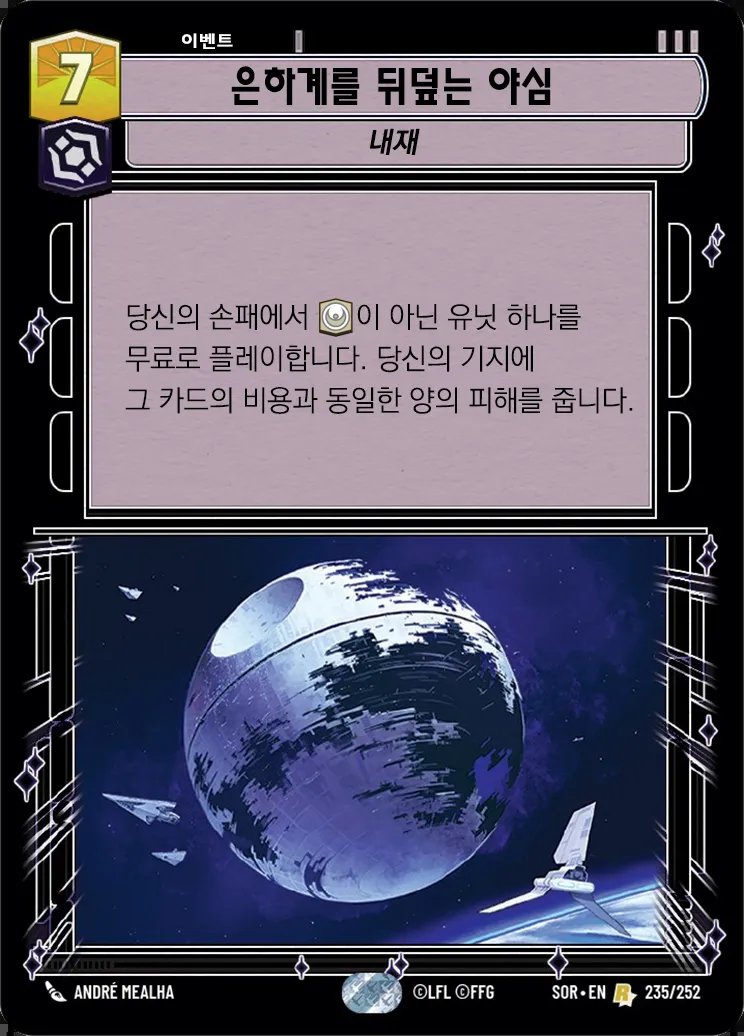 이벤트
7
은하계를 뒤덮는 야심
내재
당신의 손패에서 이 아닌 유닛 하나를
무료로 플레이합니다. 당신의 기지에
그 카드의 비용과 동일한 양의 피해를 줍니다.
ANDRÉ MEALHA ©LFL ©FFG SOR•EN R 235/252